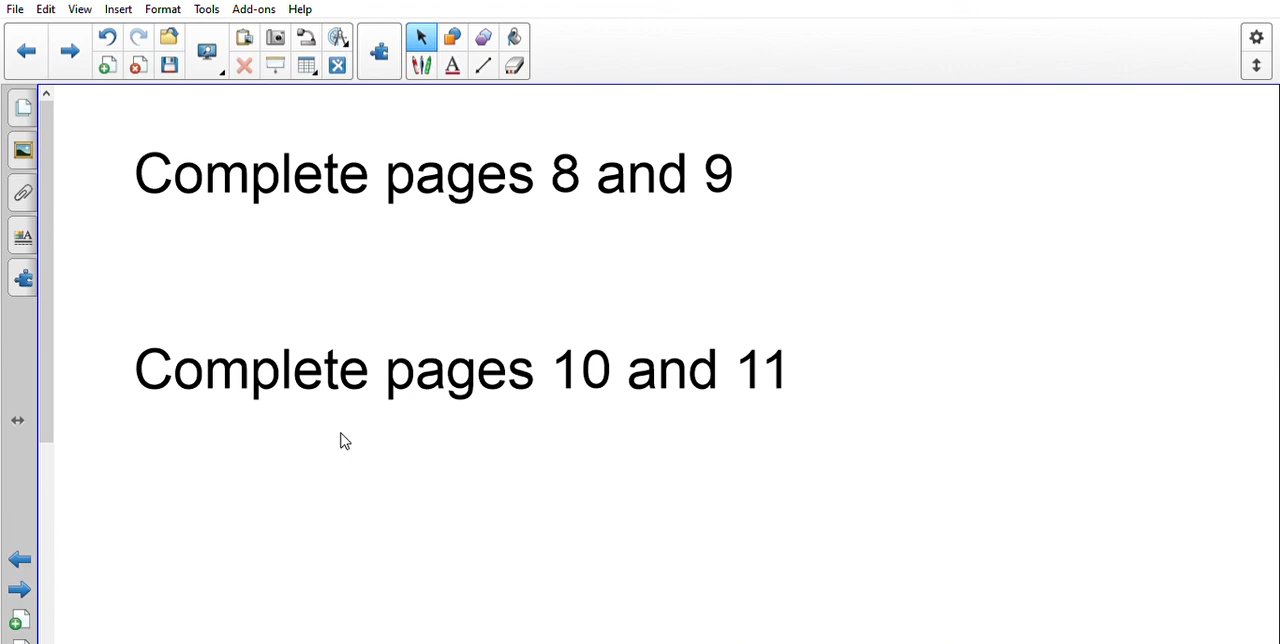 File Edit View Insert Format Tools Add-ons Help
Complete pages 8 and 9
Complete pages 10 and 11